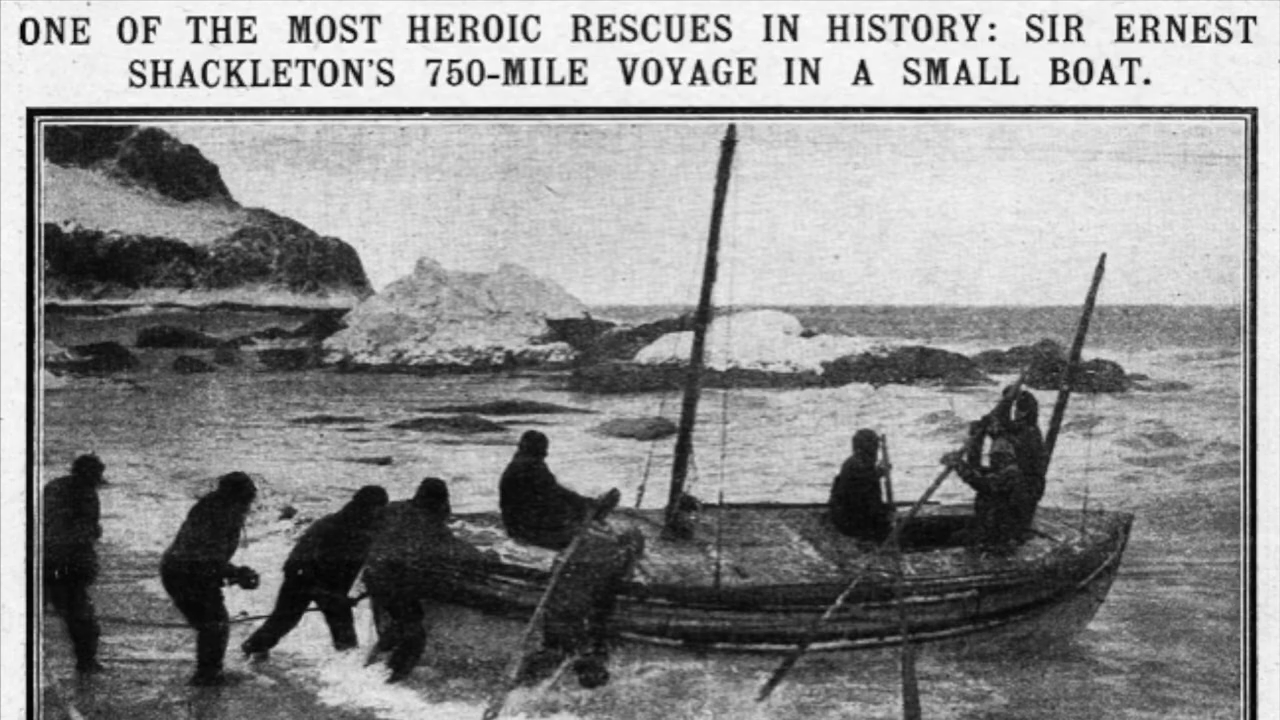 ONE OF THE MOST HEROIC RESCUES IN HISTORY: SIR ERNEST
SHACKLETON'S 750-MILE VOYAGE IN A SMALL BOAT.